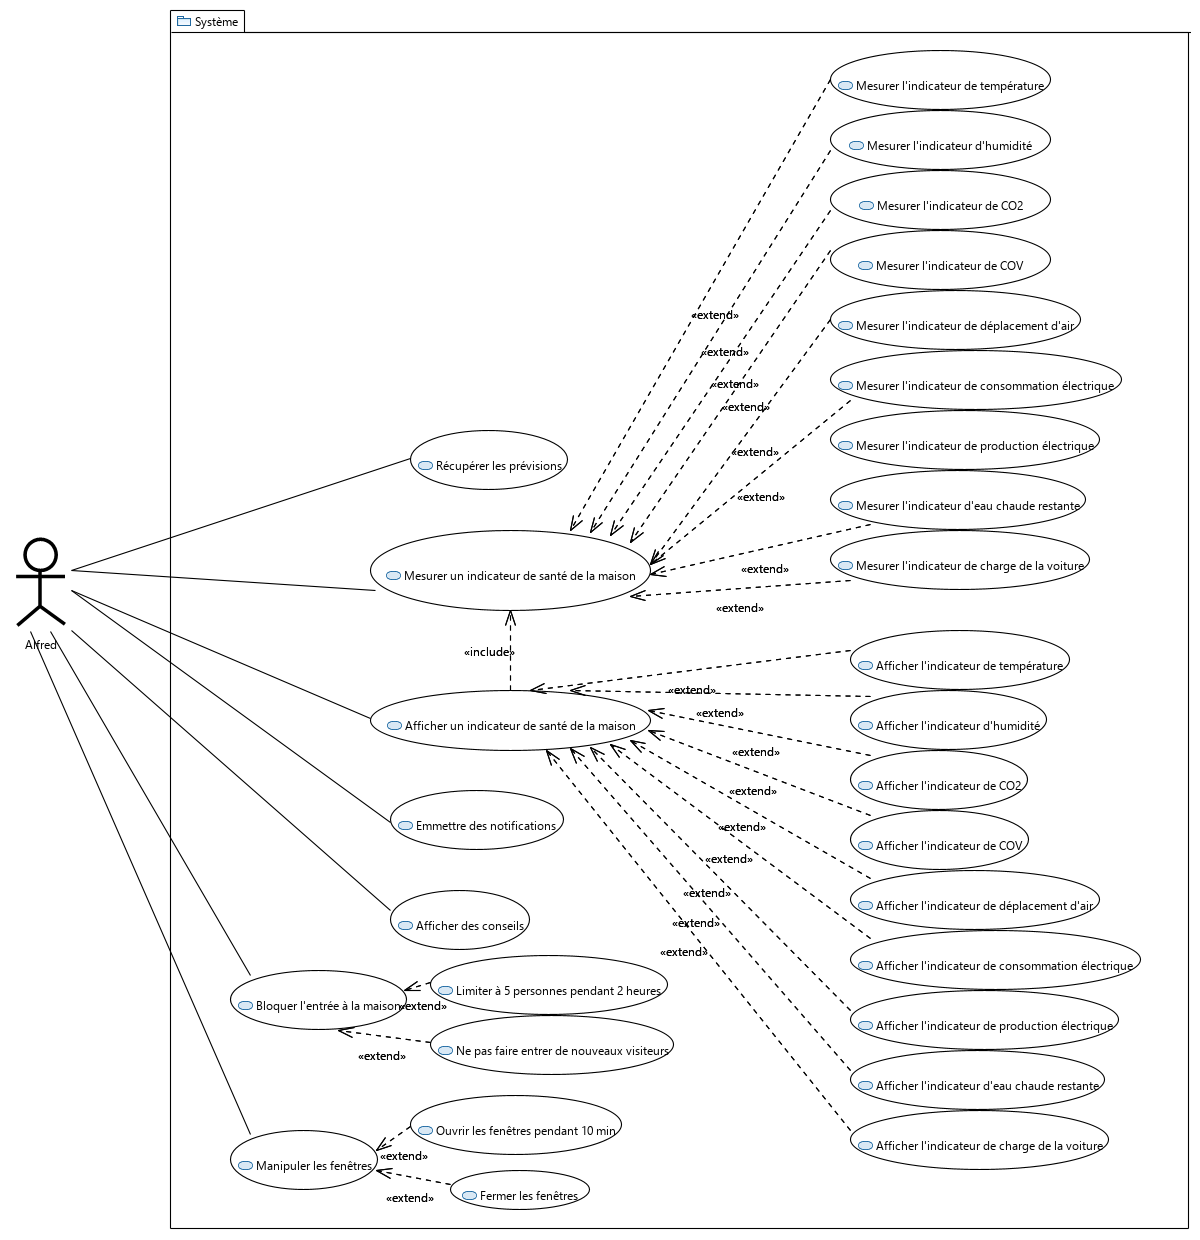 Système
Mesurer l'indicateur de température
Mesurer l'indicateur d'humidité
Mesurer l'indicateur de CO2
Mesurer l'indicateur de COV
«extend»
Mesurer l'indicateur de déplacement d'air
«extend»
«extend»
Mesurer l'indicateur de consommation électrique
«extend»
Mesurer l'indicateur de production électrique
«extend»
Récupérer les prévisions
«extend»
Mesurer l'indicateur d'eau chaude restante
Mesurer l'indicateur de charge de la voiture
«extend»
Mesurer un indicateur de santé de la maison
«extend»
Alfred
«include»
Afficher l'indicateur de température
«extend»
«extend»
Afficher un indicateur de santé de la maison
Afficher l'indicateur d'humidité
«extend»
Afficher l'indicateur de CO2
«extend»
Emmettre des notifications
«extend»
Afficher l'indicateur de COV
«extend»
«extend»
Afficher l'indicateur de déplacement d'air
Afficher des conseils
«extend»
«extend»
Afficher l'indicateur de consommation électrique
Limiter à 5 personnes pendant 2 heures
Bloquer l'entrée à la maison
«extend»
Afficher l'indicateur de production électrique
Ne pas faire entrer de nouveaux visiteurs
«extend»
Afficher l'indicateur d'eau chaude restante
Ouvrir les fenêtres pendant 10 min
Afficher l'indicateur de charge de la voiture
«extend»
Manipuler les fenêtres
Fermer les fenêtres
«extend»